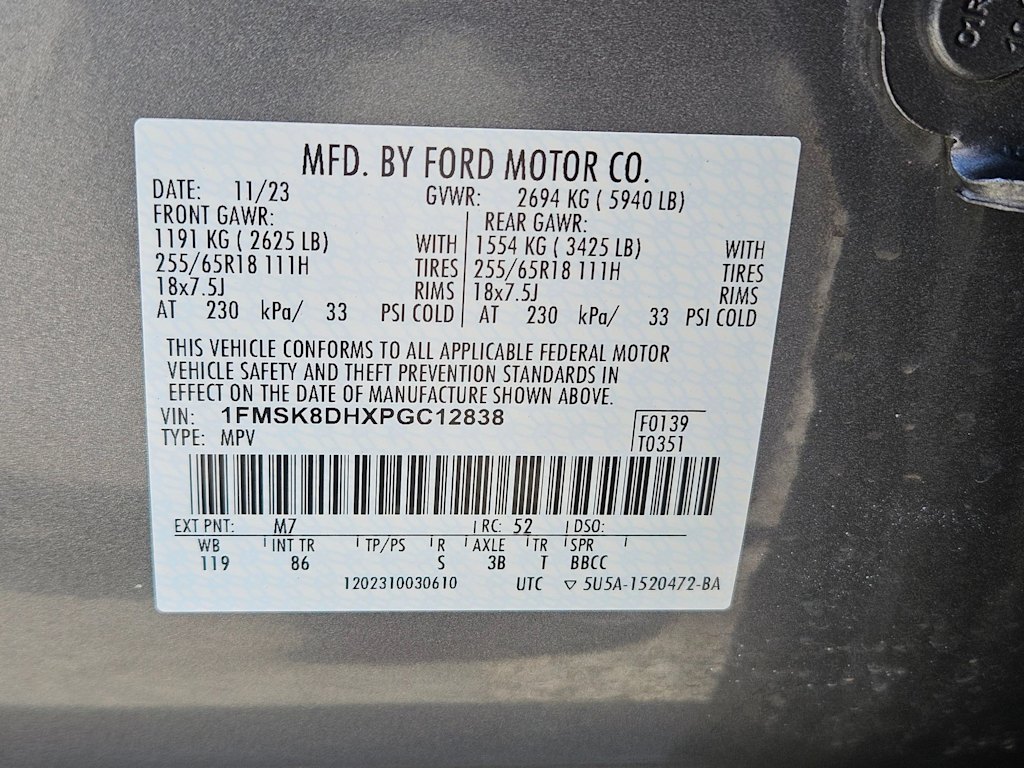 MFD. BY FORD MOTOR CO.
DATE: 11/23 GVWR: 2694 KG ( 5940 LB)
FRONT GAWR: REAR GAWR:
1191 KG ( 2625 LB) WITH 1554 KG ( 3425 LB) WITH
255/65R18 111H TIRES 255/65R18 111H TIRES
18x7.5J RIMS 18x7.5J RIMS
AT 230 kPa/ 33 PSI COLD AT 230 kPa/ 33 PSI COLD
THIS VEHICLE CONFORMS TO ALL APPLICABLE FEDERAL MOTOR
VEHICLE SAFETY AND THEFT PREVENTION STANDARDS IN
EFFECT ON THE DATE OF MANUFACTURE SHOWN ABOVE.
VIN: 1FMSK8DHXPGC12838 F0139
TYPE: MPV T0351
EXT PNT: M7 RC: 52 DSO:
WB INT TR TP/PS R AXLE TR SPR
119 86 S 3B T BBCC
1202310030610 UTC ▽ 5U5A-1520472-BA